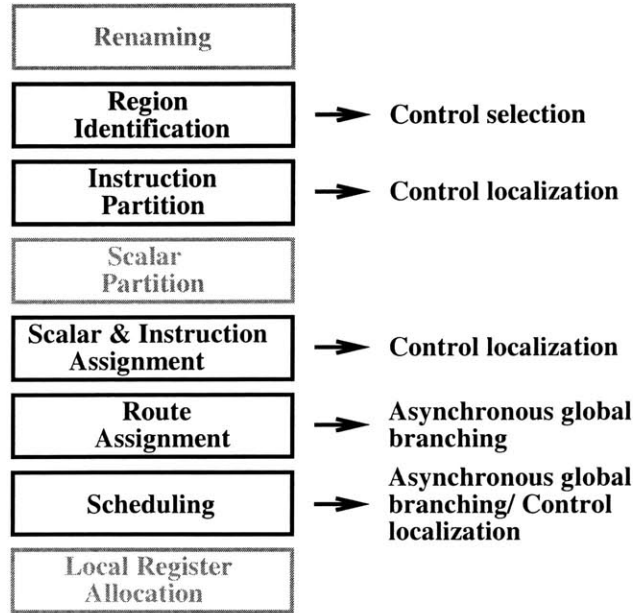 Renaming
Region
Identification
Control selection
Instruction
Partition
Control localization
Scalar
Partition
Scalar & Instruction
Assignment
Control localization
Route
Assignment
Asynchronous global
branching
Scheduling
Asynchronous global
branching/ Control
localization
Local Register
Allocation